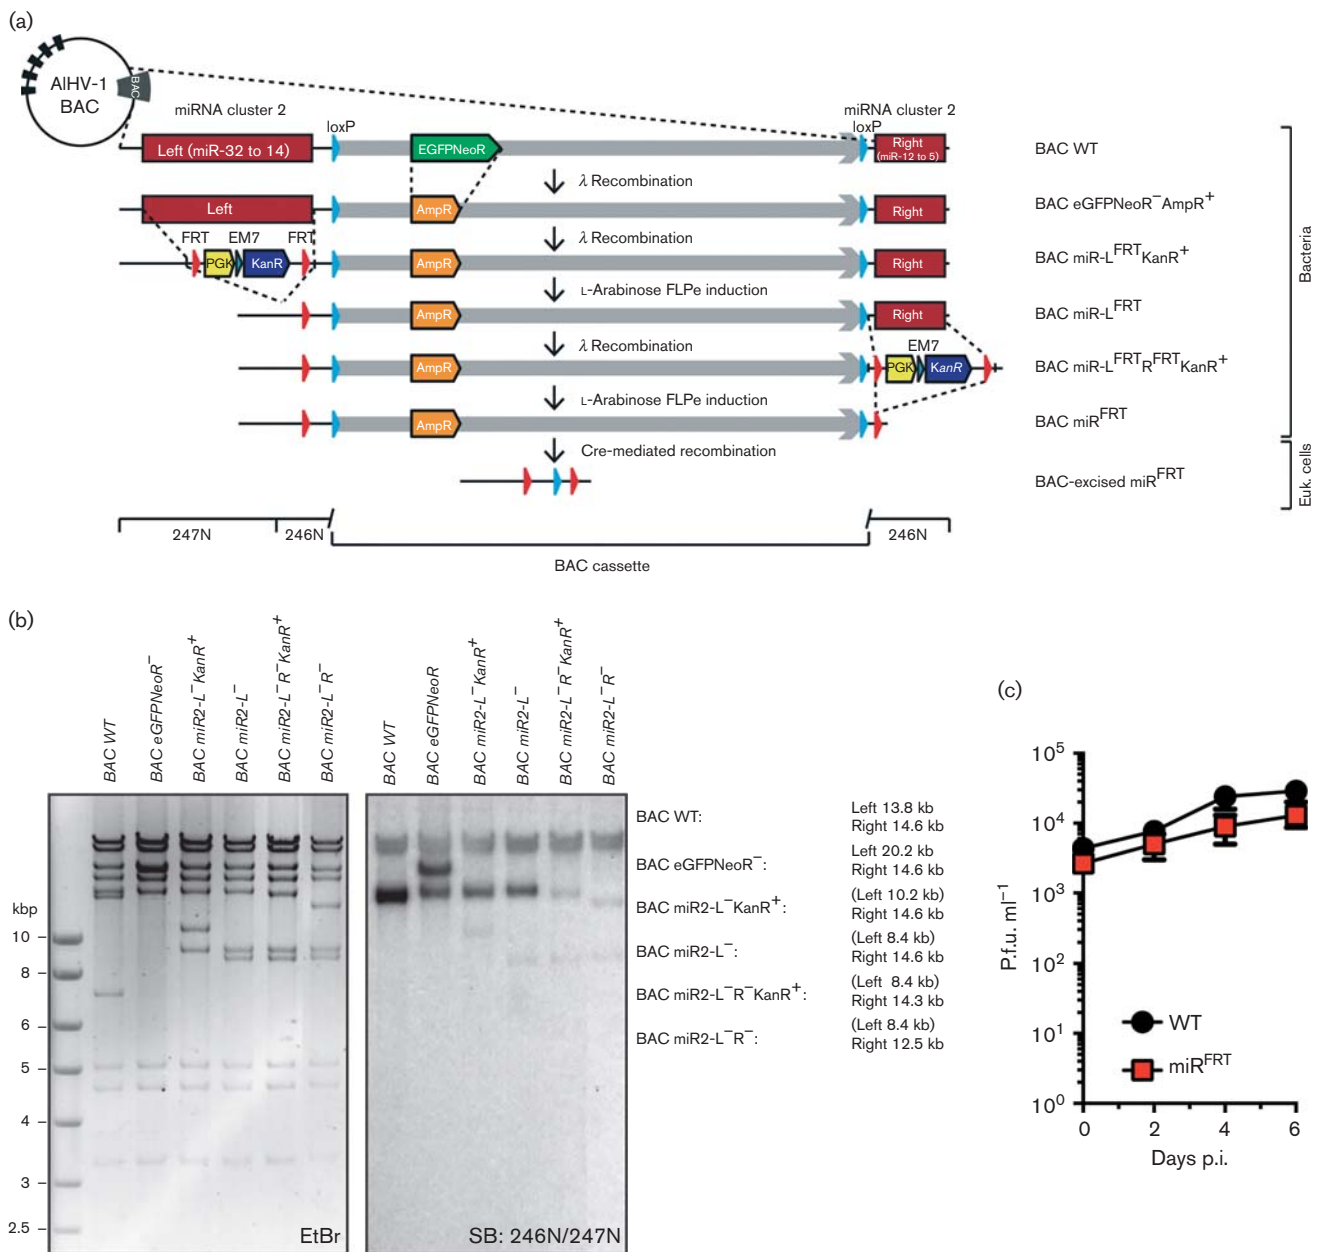 (a)
AlHV-1
BAC
BAC
miRNA cluster 2
miRNA cluster 2
loxP
loxP
Left (miR-32 to 14)
EGFPNeoR
Right
(miR-12 to 5)
BAC WT
λ Recombination
Left
AmpR
Right
BAC eGFPNeoR⁻AmpR⁺
FRT
EM7
FRT
λ Recombination
PGK
KanR
AmpR
Right
BAC miR-L^FRT KanR⁺
L-Arabinose FLPe induction
AmpR
Right
BAC miR-L^FRT
λ Recombination
EM7
AmpR
PGK
KanR
BAC miR-L^FRT R^FRT KanR⁺
L-Arabinose FLPe induction
AmpR
BAC miR^FRT
Cre-mediated recombination
BAC-excised miR^FRT
Bacteria
Euk. cells
247N
246N
246N
BAC cassette
(b)
BAC WT
BAC eGFPNeoR⁻
BAC miR2-L⁻KanR⁺
BAC miR2-L⁻
BAC miR2-L⁻R⁻KanR⁺
BAC miR2-L⁻R⁻
BAC WT
BAC eGFPNeoR
BAC miR2-L⁻KanR⁺
BAC miR2-L⁻
BAC miR2-L⁻R⁻KanR⁺
BAC miR2-L⁻R⁻
kbp
10
8
6
5
4
3
2.5
EtBr
SB: 246N/247N
BAC WT:
Left 13.8 kb
Right 14.6 kb
BAC eGFPNeoR⁻:
Left 20.2 kb
Right 14.6 kb
BAC miR2-L⁻KanR⁺:
(Left 10.2 kb)
Right 14.6 kb
BAC miR2-L⁻:
(Left 8.4 kb)
Right 14.6 kb
BAC miR2-L⁻R⁻KanR⁺:
(Left 8.4 kb)
Right 14.3 kb
BAC miR2-L⁻R⁻:
(Left 8.4 kb)
Right 12.5 kb
(c)
P.f.u. ml⁻¹
10⁵
10⁴
10³
10²
10¹
10⁰
WT
miR^FRT
0 2 4 6
Days p.i.